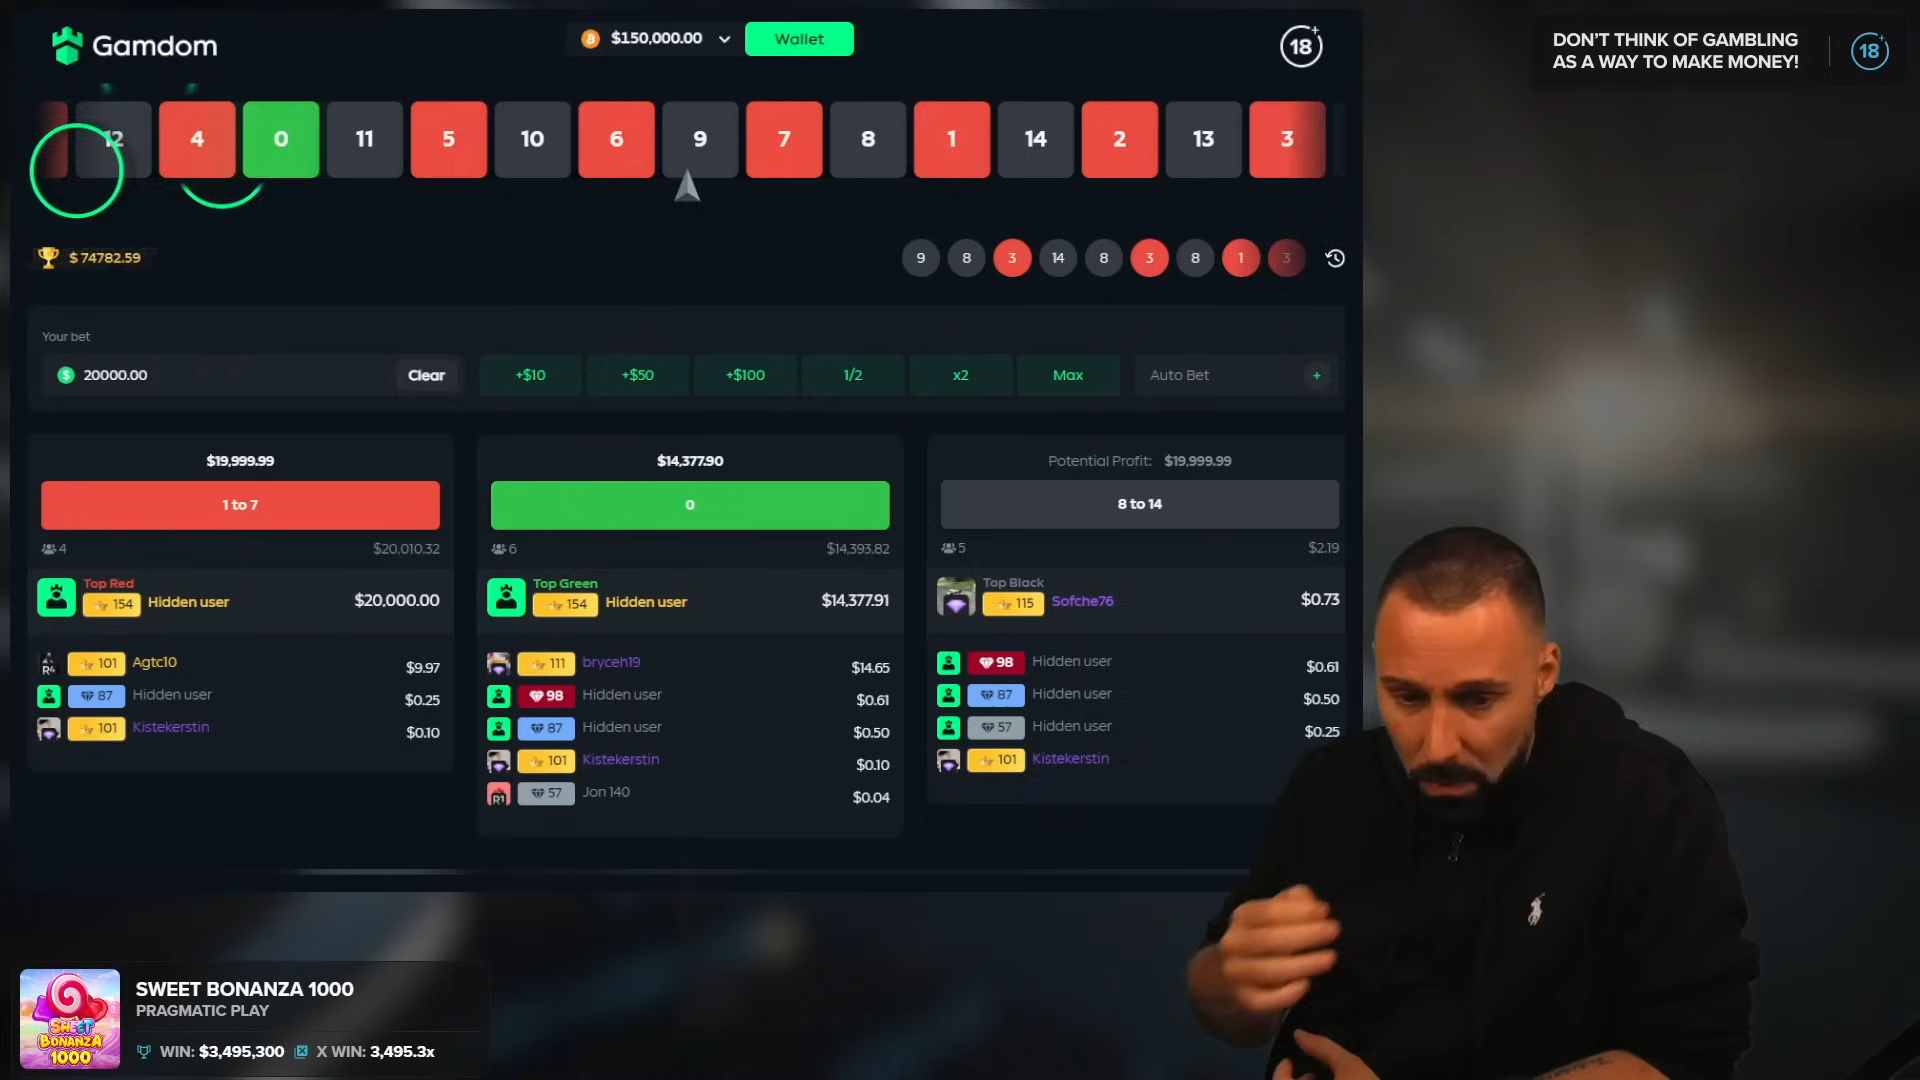 Gamdom
$150,000.00
Wallet
18+
DON'T THINK OF GAMBLING
AS A WAY TO MAKE MONEY!
18+
12 4 0 11 5 10 6 9 7 8 1 14 2 13 3
$ 74782.59
9 8 3 14 8 3 8 1 3
Your bet
20000.00
Clear
+$10
+$50
+$100
1/2
x2
Max
Auto Bet
+
$19,999.99
1 to 7
4 $20,010.32
Top Red
154 Hidden user $20,000.00
101 Agtc10 $9.97
87 Hidden user $0.25
101 Kistekerstin $0.10
$14,377.90
0
6 $14,393.82
Top Green
154 Hidden user $14,377.91
111 bryceh19 $14.65
98 Hidden user $0.61
87 Hidden user $0.50
101 Kistekerstin $0.10
R1 57 Jon 140 $0.04
Potential Profit: $19,999.99
8 to 14
5 $2.19
Top Black
115 Sofche76 $0.73
98 Hidden user $0.61
87 Hidden user $0.50
57 Hidden user $0.25
101 Kistekerstin
SWEET BONANZA 1000
PRAGMATIC PLAY
WIN: $3,495,300 X WIN: 3,495.3x
SWEET
BONANZA
1000